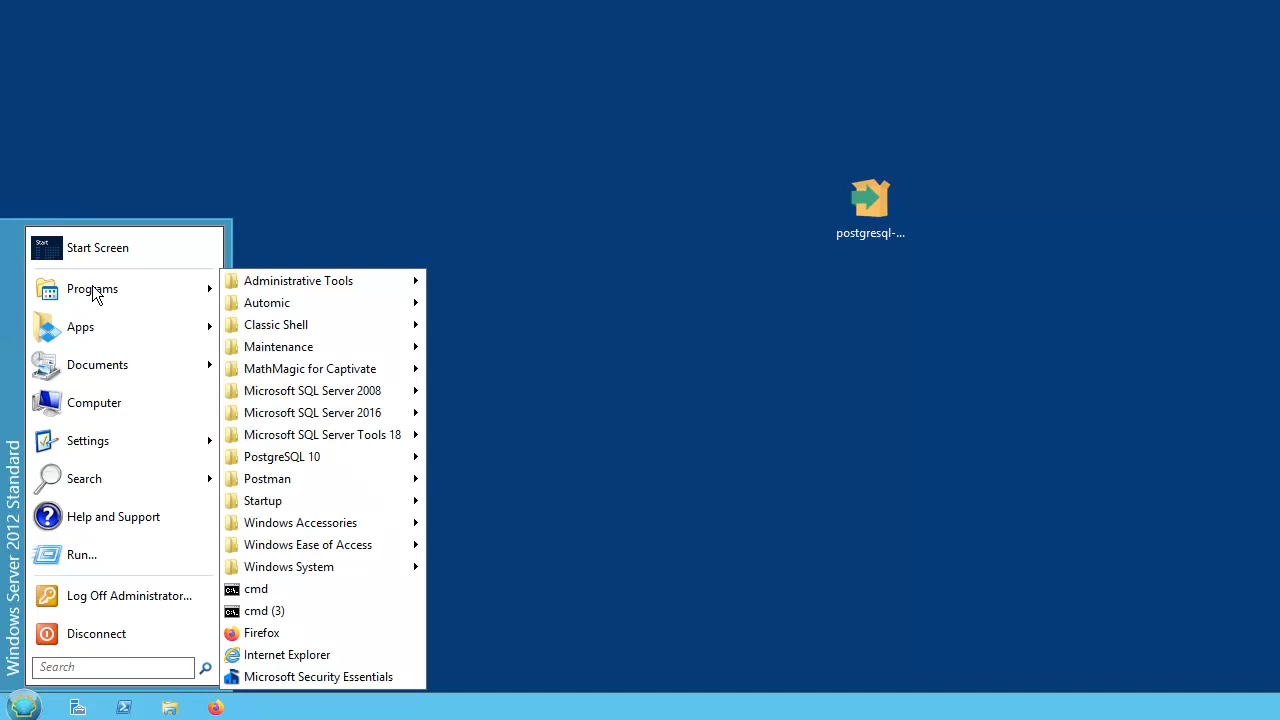 postgresql-...
Start
Start Screen
Programs
Apps
Documents
Computer
Settings
Search
Help and Support
Run...
Log Off Administrator...
Disconnect
Search
Windows Server 2012 Standard
Administrative Tools
Automic
Classic Shell
Maintenance
MathMagic for Captivate
Microsoft SQL Server 2008
Microsoft SQL Server 2016
Microsoft SQL Server Tools 18
PostgreSQL 10
Postman
Startup
Windows Accessories
Windows Ease of Access
Windows System
cmd
cmd (3)
Firefox
Internet Explorer
Microsoft Security Essentials